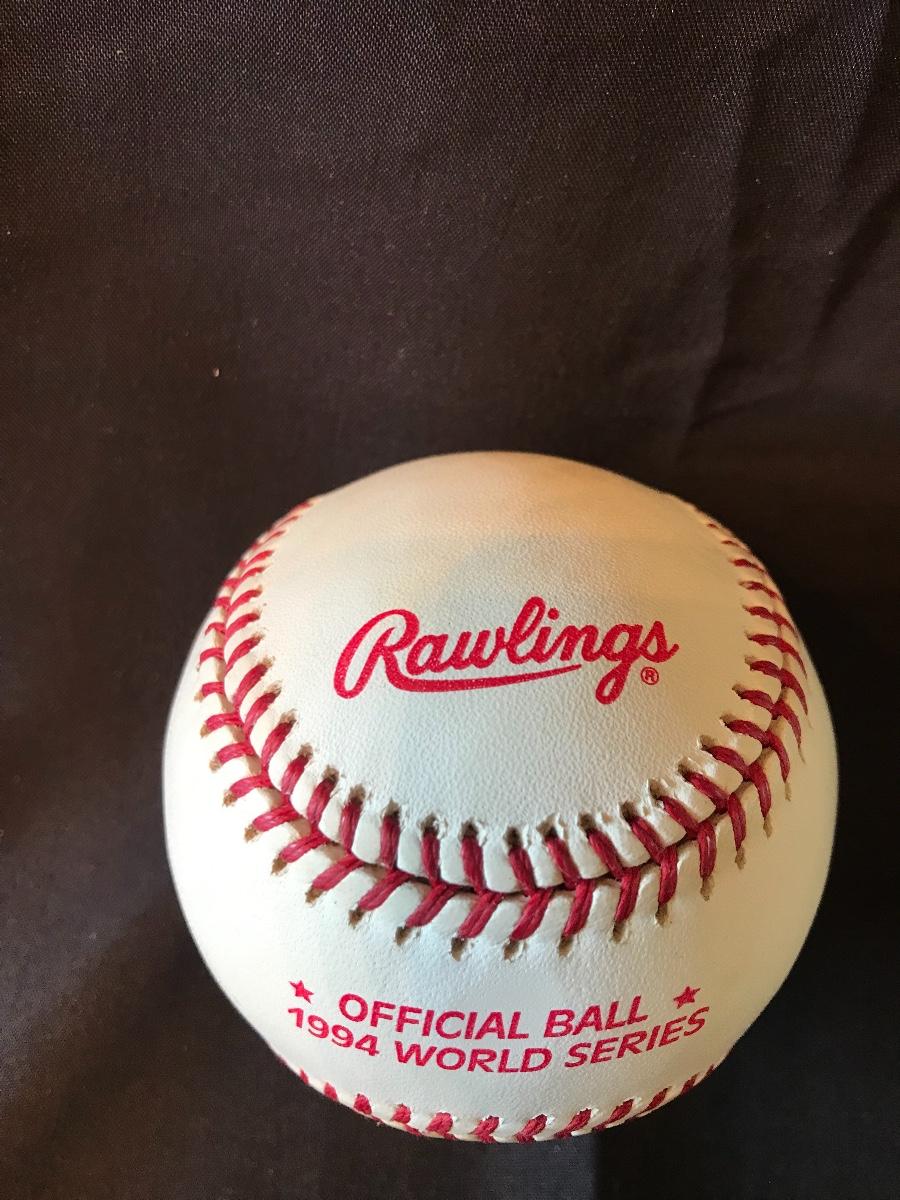 Rawlings®
★ OFFICIAL BALL ★
1994 WORLD SERIES